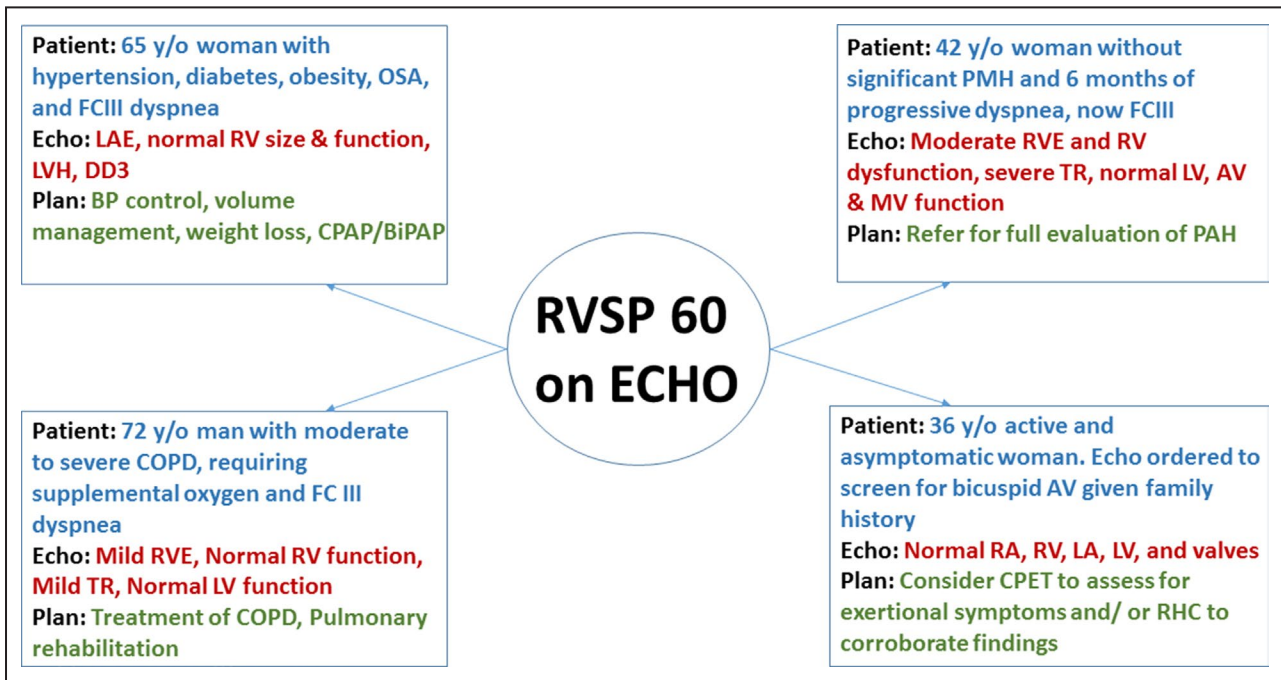 Patient: 65 y/o woman with
hypertension, diabetes, obesity, OSA,
and FCIII dyspnea
Echo: LAE, normal RV size & function,
LVH, DD3
Plan: BP control, volume
management, weight loss, CPAP/BiPAP
Patient: 42 y/o woman without
significant PMH and 6 months of
progressive dyspnea, now FCIII
Echo: Moderate RVE and RV
dysfunction, severe TR, normal LV, AV
& MV function
Plan: Refer for full evaluation of PAH
RVSP 60
on ECHO
Patient: 72 y/o man with moderate
to severe COPD, requiring
supplemental oxygen and FC III
dyspnea
Echo: Mild RVE, Normal RV function,
Mild TR, Normal LV function
Plan: Treatment of COPD, Pulmonary
rehabilitation
Patient: 36 y/o active and
asymptomatic woman. Echo ordered to
screen for bicuspid AV given family
history
Echo: Normal RA, RV, LA, LV, and valves
Plan: Consider CPET to assess for
exertional symptoms and/ or RHC to
corroborate findings